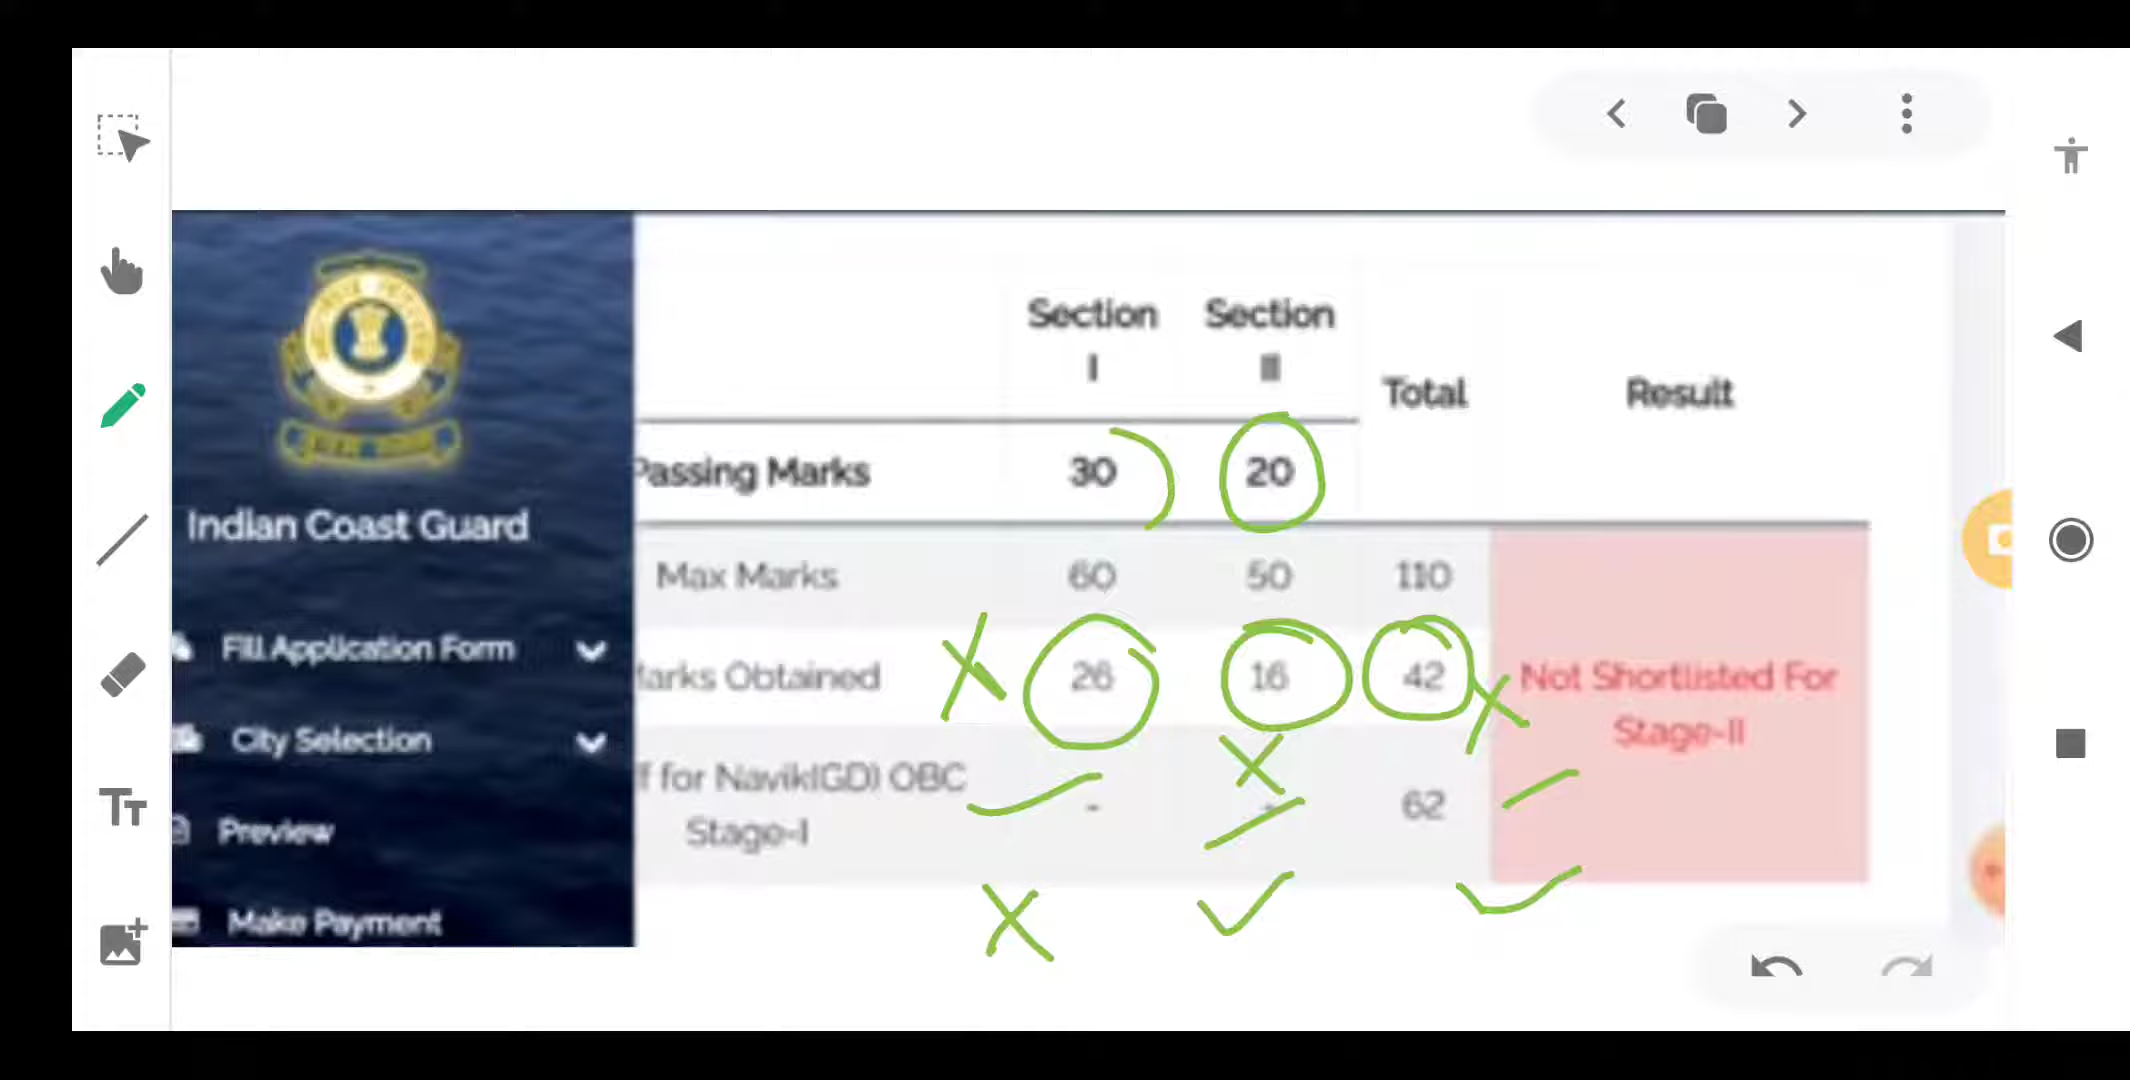 Section Section
I II
Total Result
Passing Marks 30 20
Indian Coast Guard
Max Marks 60 50 110
Fill Application Form
Marks Obtained 26 16 42 Not Shortlisted For
Stage-II
City Selection
f for Navik(GD) OBC - - 62
Stage-I
Preview
Make Payment
Tт